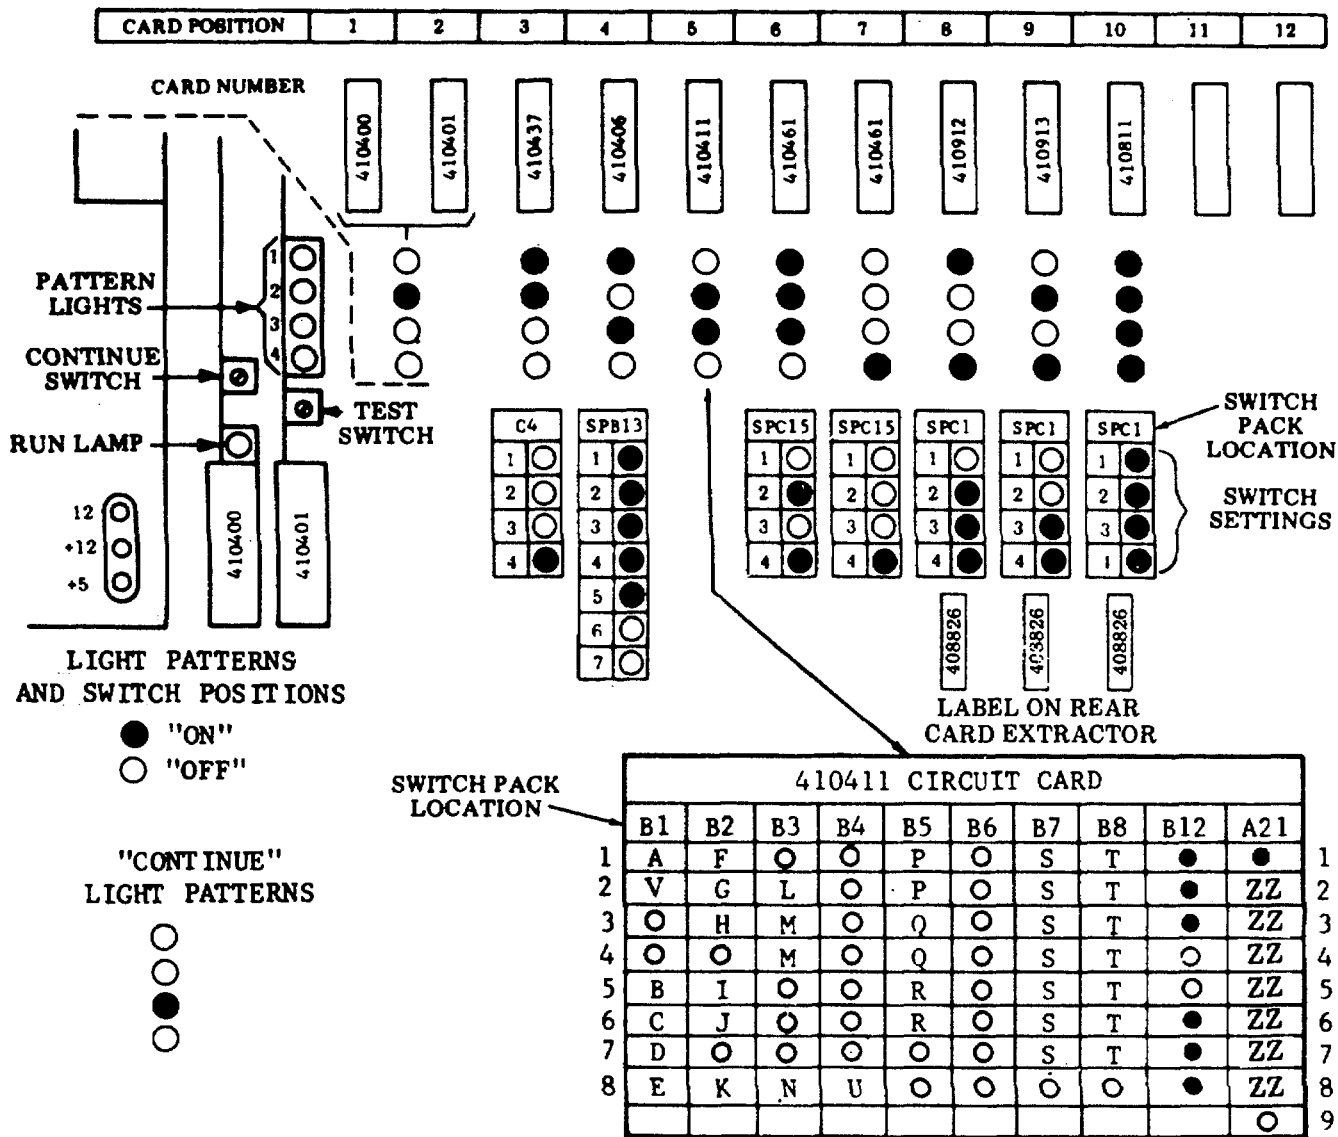 CARD POSITION 1 2 3 4 5 6 7 8 9 10 11 12
CARD NUMBER
410400 410401 410437 410406 410411 410461 410461 410912 410913 410811
PATTERN
LIGHTS
1
2
3
4
CONTINUE
SWITCH
TEST
SWITCH
RUN LAMP
12
+12
+5
410400
410401
C4
1
2
3
4
SPB13
1
2
3
4
5
6
7
SPC15
1
2
3
4
SPC15
1
2
3
4
SPC1
1
2
3
4
SPC1
1
2
3
4
SPC1
1
2
3
1
SWITCH
PACK
LOCATION
SWITCH
SETTINGS
408826 403826 408826
LABEL ON REAR
CARD EXTRACTOR
LIGHT PATTERNS
AND SWITCH POSITIONS
"ON"
"OFF"
"CONTINUE"
LIGHT PATTERNS
SWITCH PACK
LOCATION
410411 CIRCUIT CARD
B1 B2 B3 B4 B5 B6 B7 B8 B12 A21
1 A F P S T 1
2 V G L P S T ZZ 2
3 H M Q S T ZZ 3
4 M Q S T ZZ 4
5 B I R S T ZZ 5
6 C J R S T ZZ 6
7 D S T ZZ 7
8 E K N U ZZ 8
9